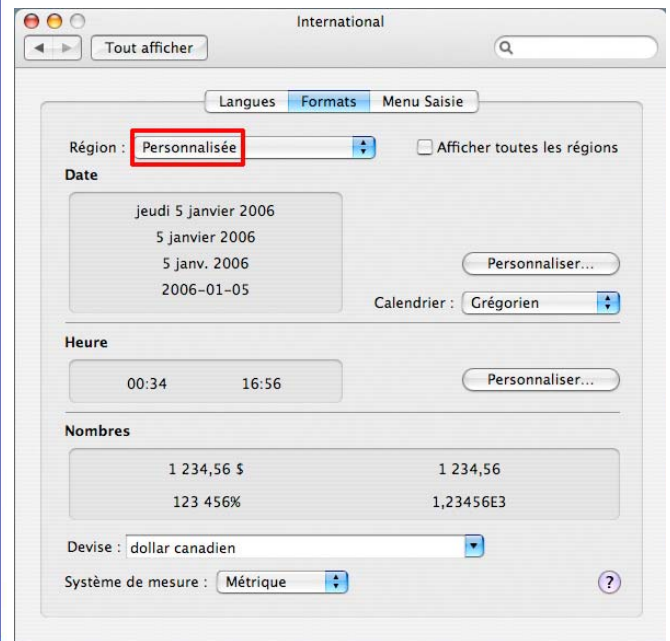 International
Tout afficher
Langues Formats Menu Saisie
Région : Personnalisée Afficher toutes les régions
Date
jeudi 5 janvier 2006
5 janvier 2006
5 janv. 2006 Personnaliser...
2006-01-05
Calendrier : Grégorien
Heure
00:34 16:56 Personnaliser...
Nombres
1 234,56 $ 1 234,56
123 456% 1,23456E3
Devise : dollar canadien
Système de mesure : Métrique ?